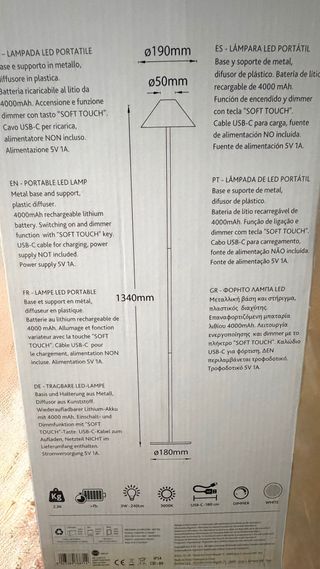 – LAMPADA LED PORTATILE
ase e supporto in metallo,
diffusore in plastica.
Batteria ricaricabile al litio da
4000mAh. Accensione e funzione
dimmer con tasto "SOFT TOUCH".
Cavo USB-C per ricarica,
alimentatore NON incluso.
Alimentazione 5V 1A.
EN - PORTABLE LED LAMP
Metal base and support,
plastic diffuser.
4000mAh rechargeable lithium
battery. Switching on and dimmer
function with "SOFT TOUCH" key.
USB-C cable for charging, power
supply NOT included.
Power supply 5V 1A.
FR - LAMPE LED PORTABLE
Base et support en métal,
diffuseur en plastique.
Batterie au lithium rechargeable de
4000 mAh. Allumage et fonction
variateur avec la touche "SOFT
TOUCH". Câble USB-C pour
le chargement, alimentation NON
incluse. Alimentation 5V 1A.
DE - TRAGBARE LED-LAMPE
Basis und Halterung aus Metall,
Diffusor aus Kunststoff.
Wiederaufladbarer Lithium-Akku
mit 4000 mAh. Einschalt- und
Dimmfunktion mit "SOFT
TOUCH"-Taste. USB-C-Kabel zum
Aufladen, Netzteil NICHT im
Lieferumfang enthalten.
Stromversorgung 5V 1A.
ø190mm
ø50mm
1340mm
ø180mm
ES - LÁMPARA LED PORTÁTIL
Base y soporte de metal,
difusor de plástico. Batería de litio
recargable de 4000 mAh.
Función de encendido y dimmer
con tecla "SOFT TOUCH".
Cable USB-C para carga, fuente
de alimentación NO incluida.
Fuente de alimentación 5V 1A.
PT - LÂMPADA DE LED PORTÁTIL
Base e suporte de metal,
difusor de plástico.
Bateria de lítio recarregável de
4000mAh. Função de ligação e
dimmer com tecla "SOFT TOUCH".
Cabo USB-C para carregamento,
fonte de alimentação NÃO incluída
Fonte de alimentação 5V 1A.
GR - ΦΟΡΗΤΟ ΛΑΜΠΑ LED
Μεταλλική βάση και στήριγμα,
πλαστικός διαχύτης.
Επαναφορτιζόμενη μπαταρία
λιθίου 4000mAh. Λειτουργία
ενεργοποίησης και dimmer με το
πλήκτρο "SOFT TOUCH". Καλώδιο
USB-C για φόρτιση, ΔΕΝ
περιλαμβάνεται τροφοδοτικό.
Τροφοδοτικό 5V 1A.
Kg
3W - 240Lm
3000K
USB-C - 180 cm
DIMMER
WHITE
IP54
CE